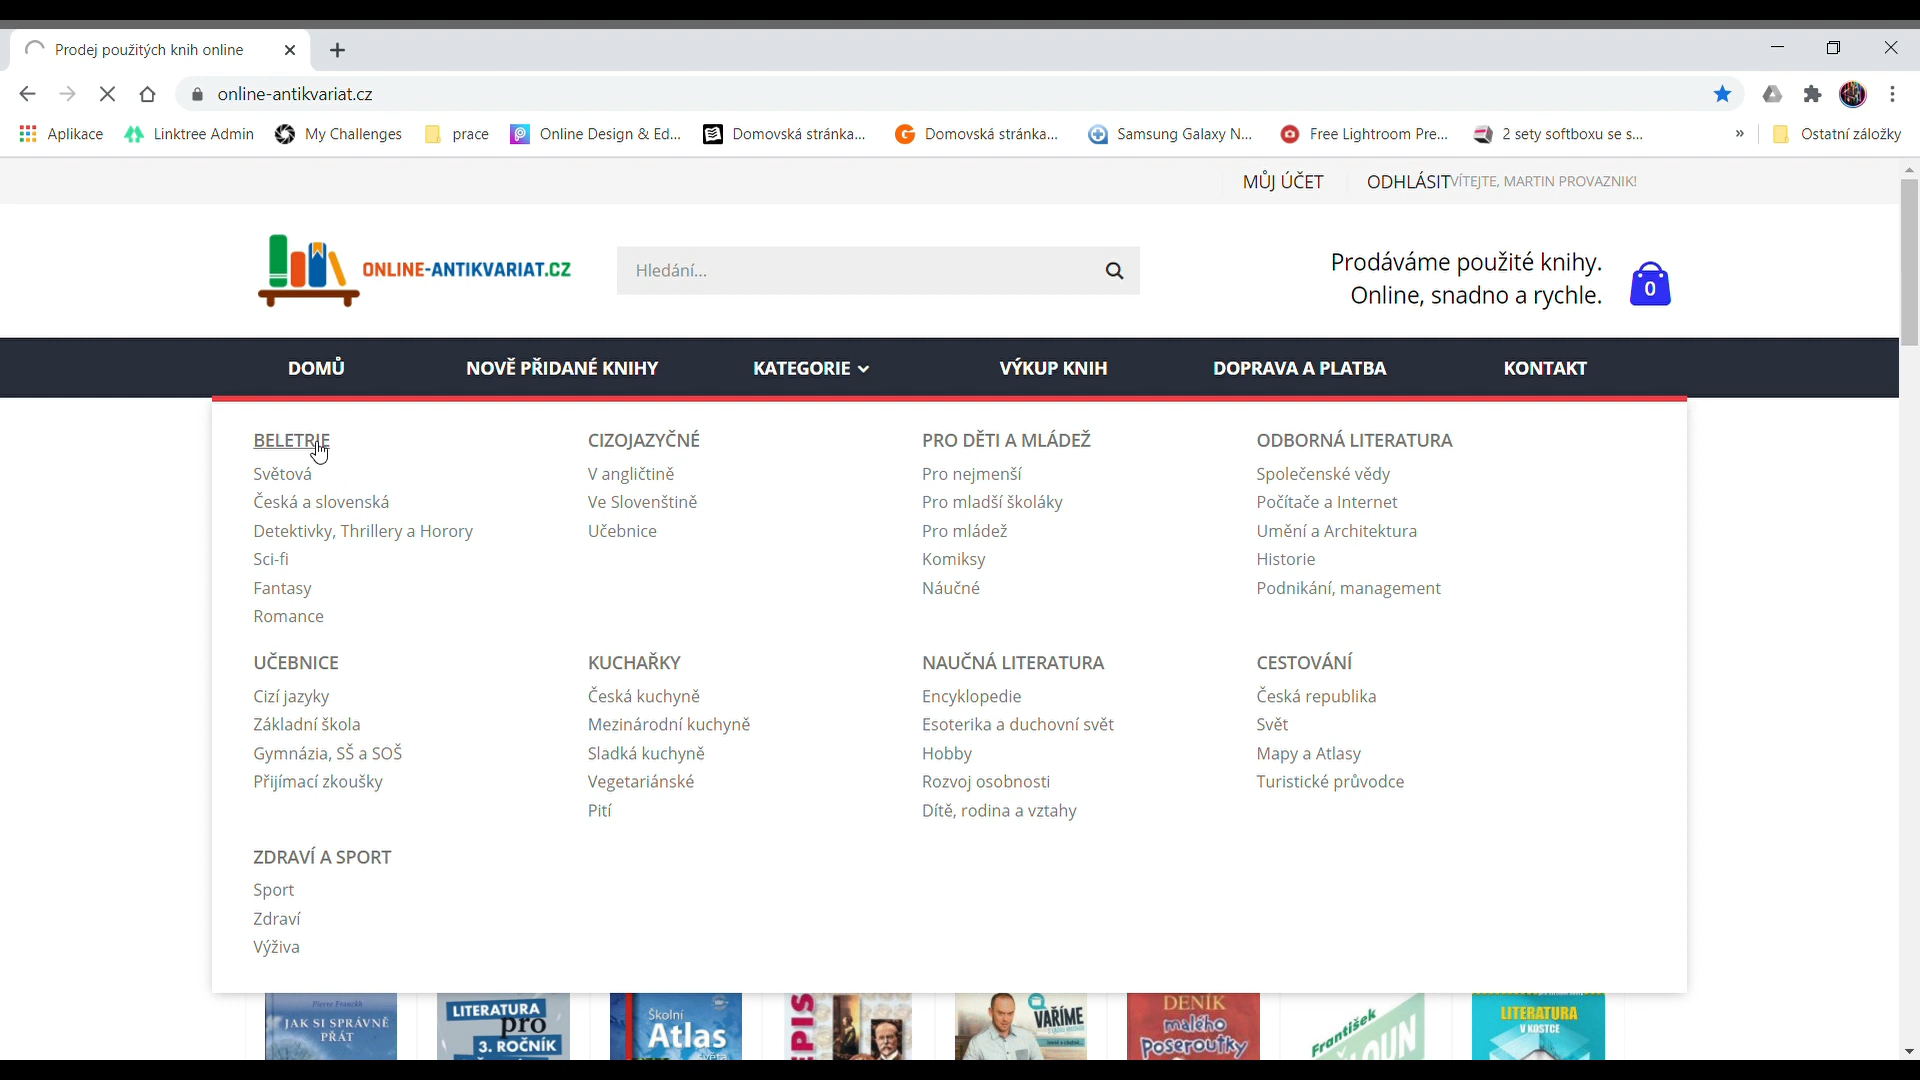 Prodej použitých knih online
online-antikvariat.cz
Aplikace
Linktree Admin
My Challenges
prace
Online Design & Ed...
Domovská stránka...
Domovská stránka...
Samsung Galaxy N...
Free Lightroom Pre...
2 sety softboxu se s...
»
Ostatní záložky
MŮJ ÚČET
ODHLÁSIT
VÍTEJTE, MARTIN PROVAZNIK!
ONLINE-ANTIKVARIAT.CZ
Hledání...
Prodáváme použité knihy.
Online, snadno a rychle.
0
DOMŮ
NOVĚ PŘIDANÉ KNIHY
KATEGORIE
VÝKUP KNIH
DOPRAVA A PLATBA
KONTAKT
BELETRIE
Světová
Česká a slovenská
Detektivky, Thrillery a Horory
Sci-fi
Fantasy
Romance
CIZOJAZYČNÉ
V angličtině
Ve Slovenštině
Učebnice
PRO DĚTI A MLÁDEŽ
Pro nejmenší
Pro mladší školáky
Pro mládež
Komiksy
Náučné
ODBORNÁ LITERATURA
Společenské vědy
Počítače a Internet
Umění a Architektura
Historie
Podnikání, management
UČEBNICE
Cizí jazyky
Základní škola
Gymnázia, SŠ a SOŠ
Přijímací zkoušky
KUCHAŘKY
Česká kuchyně
Mezinárodní kuchyně
Sladká kuchyně
Vegetariánské
Pití
NAUČNÁ LITERATURA
Encyklopedie
Esoterika a duchovní svět
Hobby
Rozvoj osobnosti
Dítě, rodina a vztahy
CESTOVÁNÍ
Česká republika
Svět
Mapy a Atlasy
Turistické průvodce
ZDRAVÍ A SPORT
Sport
Zdraví
Výživa
Pierre Franckh
JAK SI SPRÁVNĚ
PŘÁT
LITERATURA
pro
3. ROČNÍK
Školní
Atlas
světa
VAŘÍME
DENÍK
malého
Poseroutky
František
LITERATURA
V KOSTCE